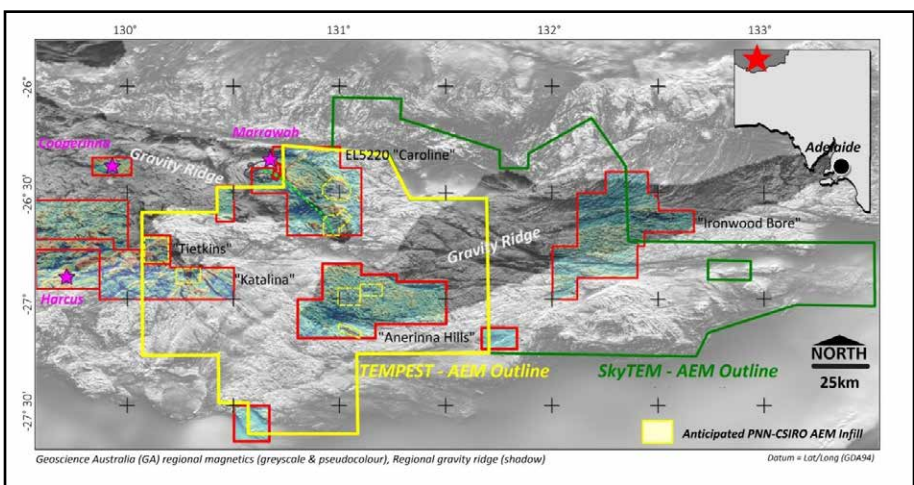 130°
131°
132°
133°
-26°
-26° 30'
-27°
-27° 30'
Cooperinna
Marrawah
Gravity Ridge
EL5220 "Caroline"
Adelaide
"Tietkins"
"Katalina"
Harcus
Gravity Ridge
"Ironwood Bore"
"Anerinna Hills"
TEMPEST - AEM Outline
SkyTEM - AEM Outline
NORTH
25km
Anticipated PNN-CSIRO AEM Infill
Geoscience Australia (GA) regional magnetics (greyscale & pseudocolour), Regional gravity ridge (shadow)
Datum = Lat/Long (GDA94)